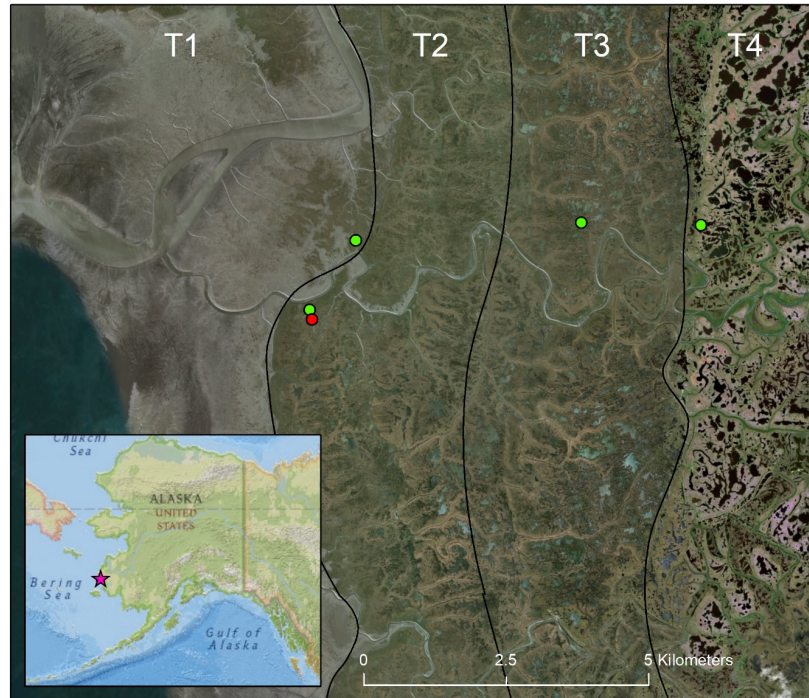 T1 T2 T3 T4
Chukchi
Sea
ALASKA
UNITED
STATES
Bering
Sea
Gulf of
Alaska
0 2.5 5 Kilometers